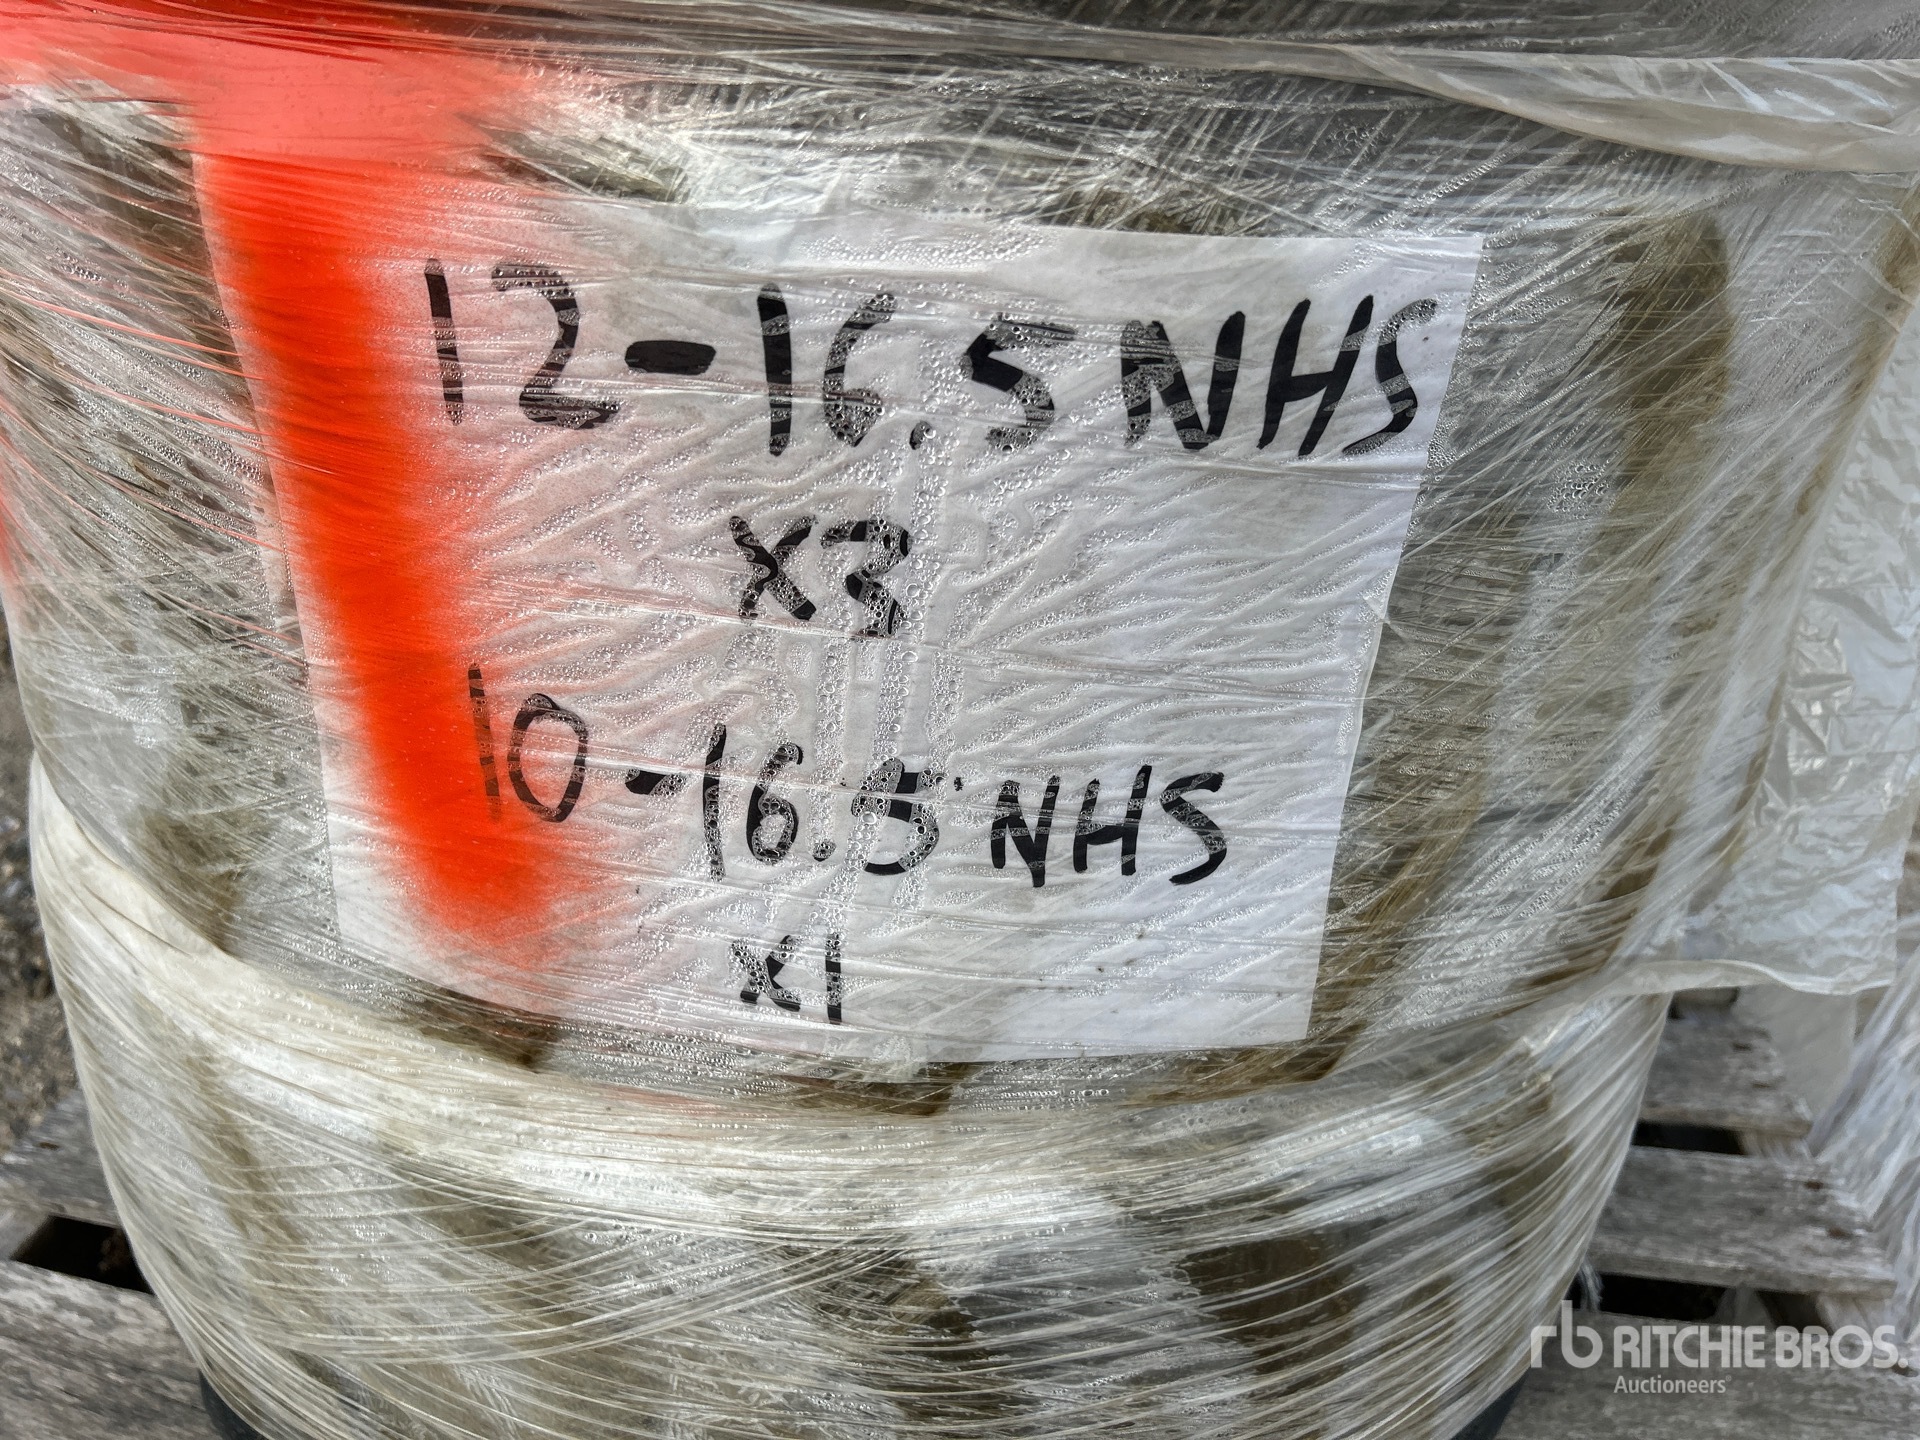 12-16.5 NHS
x3
10-16.5 NHS
x1
rb RITCHIE BROS.
Auctioneers